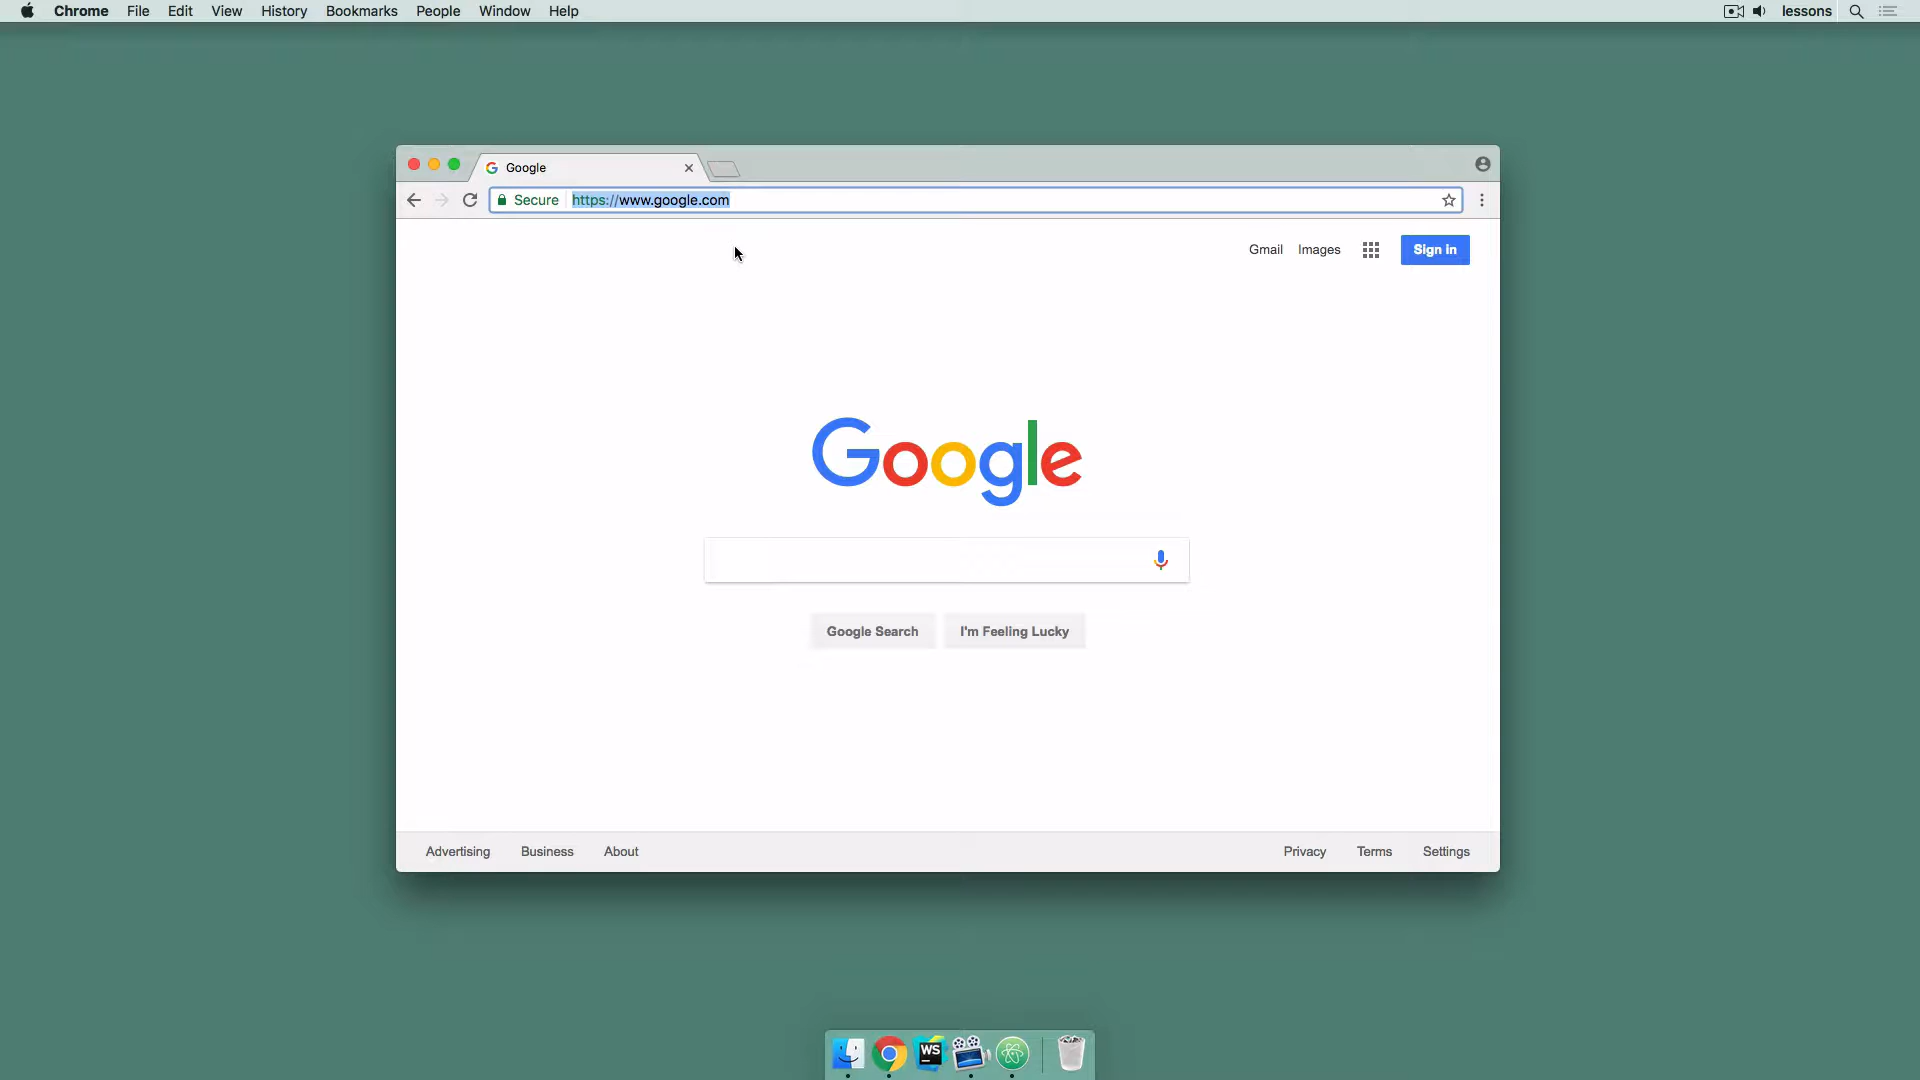 Chrome File Edit View History Bookmarks People Window Help lessons
Google
Secure https://www.google.com
Gmail Images Sign in
Google
Google Search I'm Feeling Lucky
Advertising Business About Privacy Terms Settings
WS